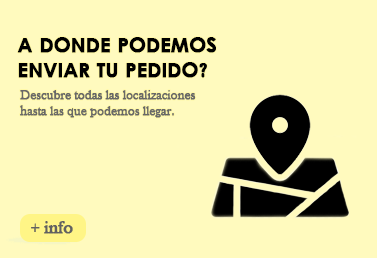 A DONDE PODEMOS
ENVIAR TU PEDIDO?
Descubre todas las localizaciones
hasta las que podemos llegar.
+ info